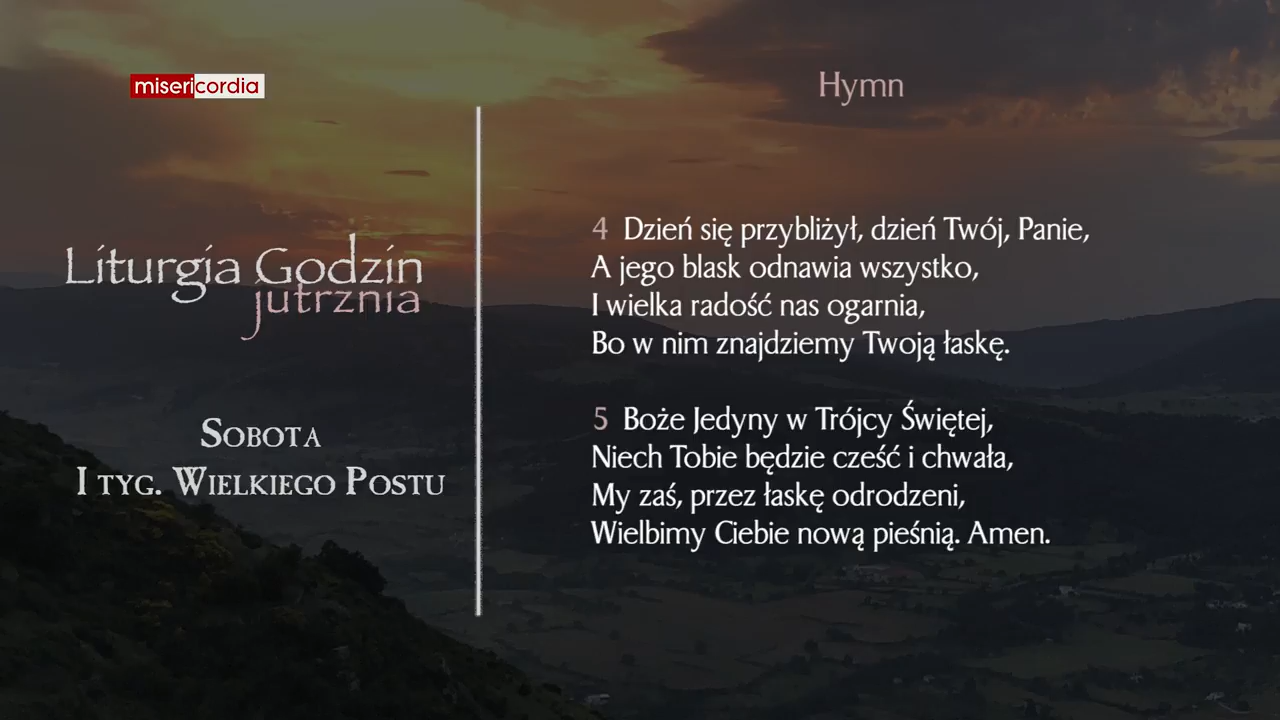 misericordia
Liturgia Godzin
jutrznia
Sobota
I tyg. Wielkiego Postu
Hymn
4 Dzień się przybliżył, dzień Twój, Panie,
A jego blask odnawia wszystko,
I wielka radość nas ogarnia,
Bo w nim znajdziemy Twoją łaskę.
5 Boże Jedyny w Trójcy Świętej,
Niech Tobie będzie cześć i chwała,
My zaś, przez łaskę odrodzeni,
Wielbimy Ciebie nową pieśnią. Amen.